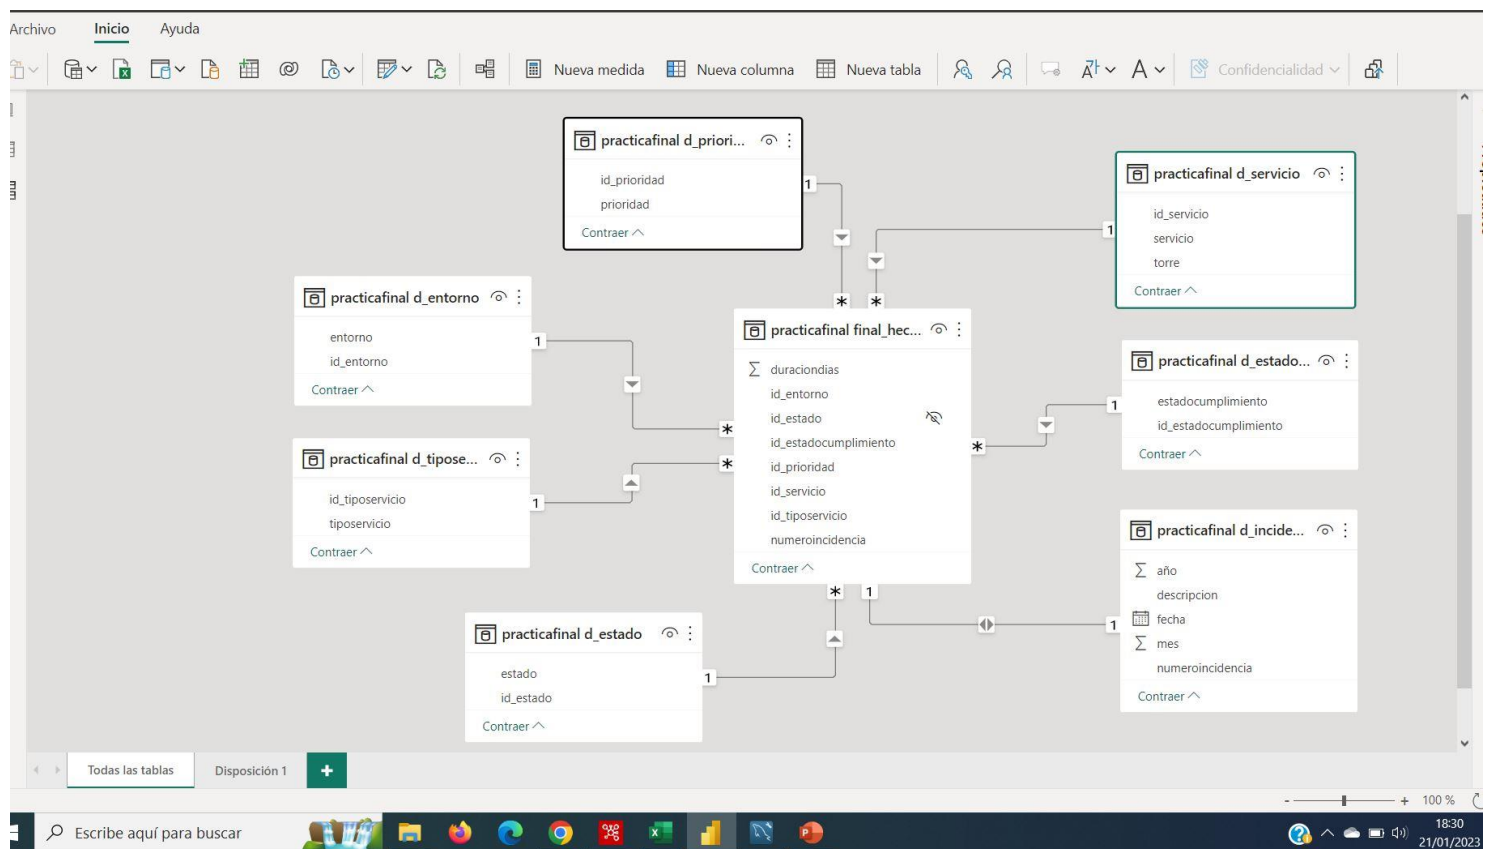 Archivo Inicio Ayuda
Nueva medida Nueva columna Nueva tabla Confidencialidad
practicafinal d_priori...
id_prioridad
prioridad
Contraer
practicafinal d_servicio
id_servicio
servicio
torre
Contraer
practicafinal d_entorno
entorno
id_entorno
Contraer
practicafinal final_hec...
duraciondias
id_entorno
id_estado
id_estadocumplimiento
id_prioridad
id_servicio
id_tiposervicio
numeroincidencia
Contraer
practicafinal d_estado...
estadocumplimiento
id_estadocumplimiento
Contraer
practicafinal d_tipose...
id_tiposervicio
tiposervicio
Contraer
practicafinal d_incide...
año
descripcion
fecha
mes
numeroincidencia
Contraer
practicafinal d_estado
estado
id_estado
Contraer
1
*
1
*
1
*
1
*
1
*
1
*
1
1
Todas las tablas Disposición 1 +
- + 100 %
Escribe aquí para buscar
18:30
21/01/2023